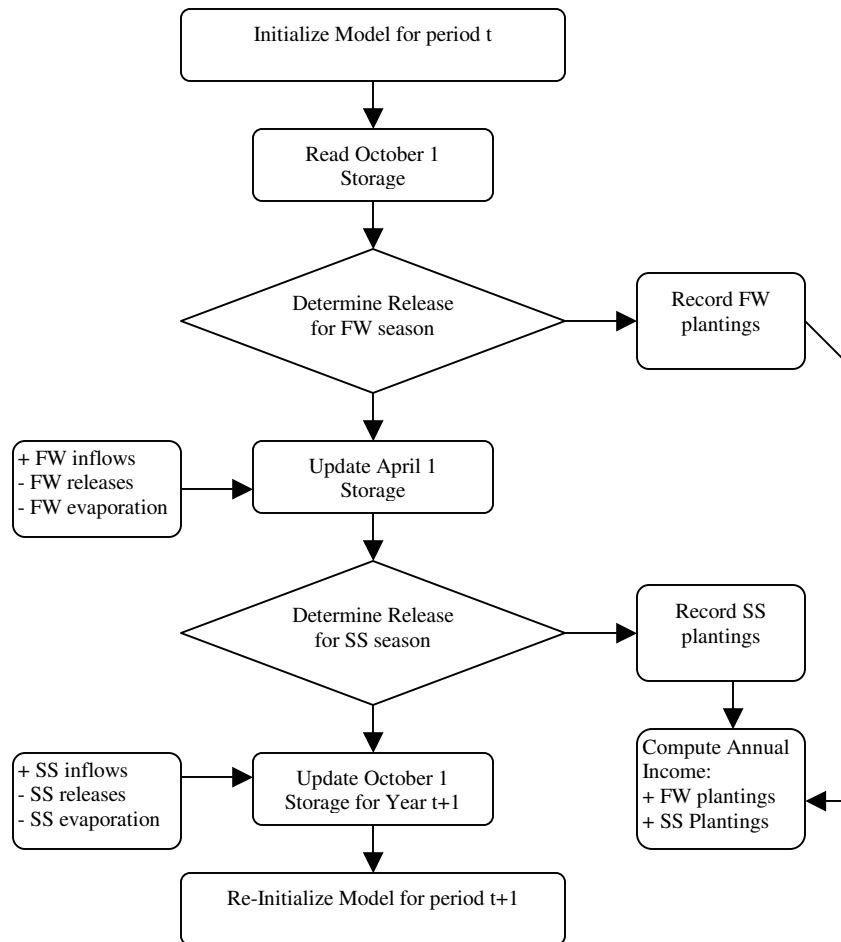 Initialize Model for period t
Read October 1
Storage
Determine Release
for FW season
Record FW
plantings
+ FW inflows
- FW releases
- FW evaporation
Update April 1
Storage
Determine Release
for SS season
Record SS
plantings
+ SS inflows
- SS releases
- SS evaporation
Update October 1
Storage for Year t+1
Compute Annual
Income:
+ FW plantings
+ SS Plantings
Re-Initialize Model for period t+1